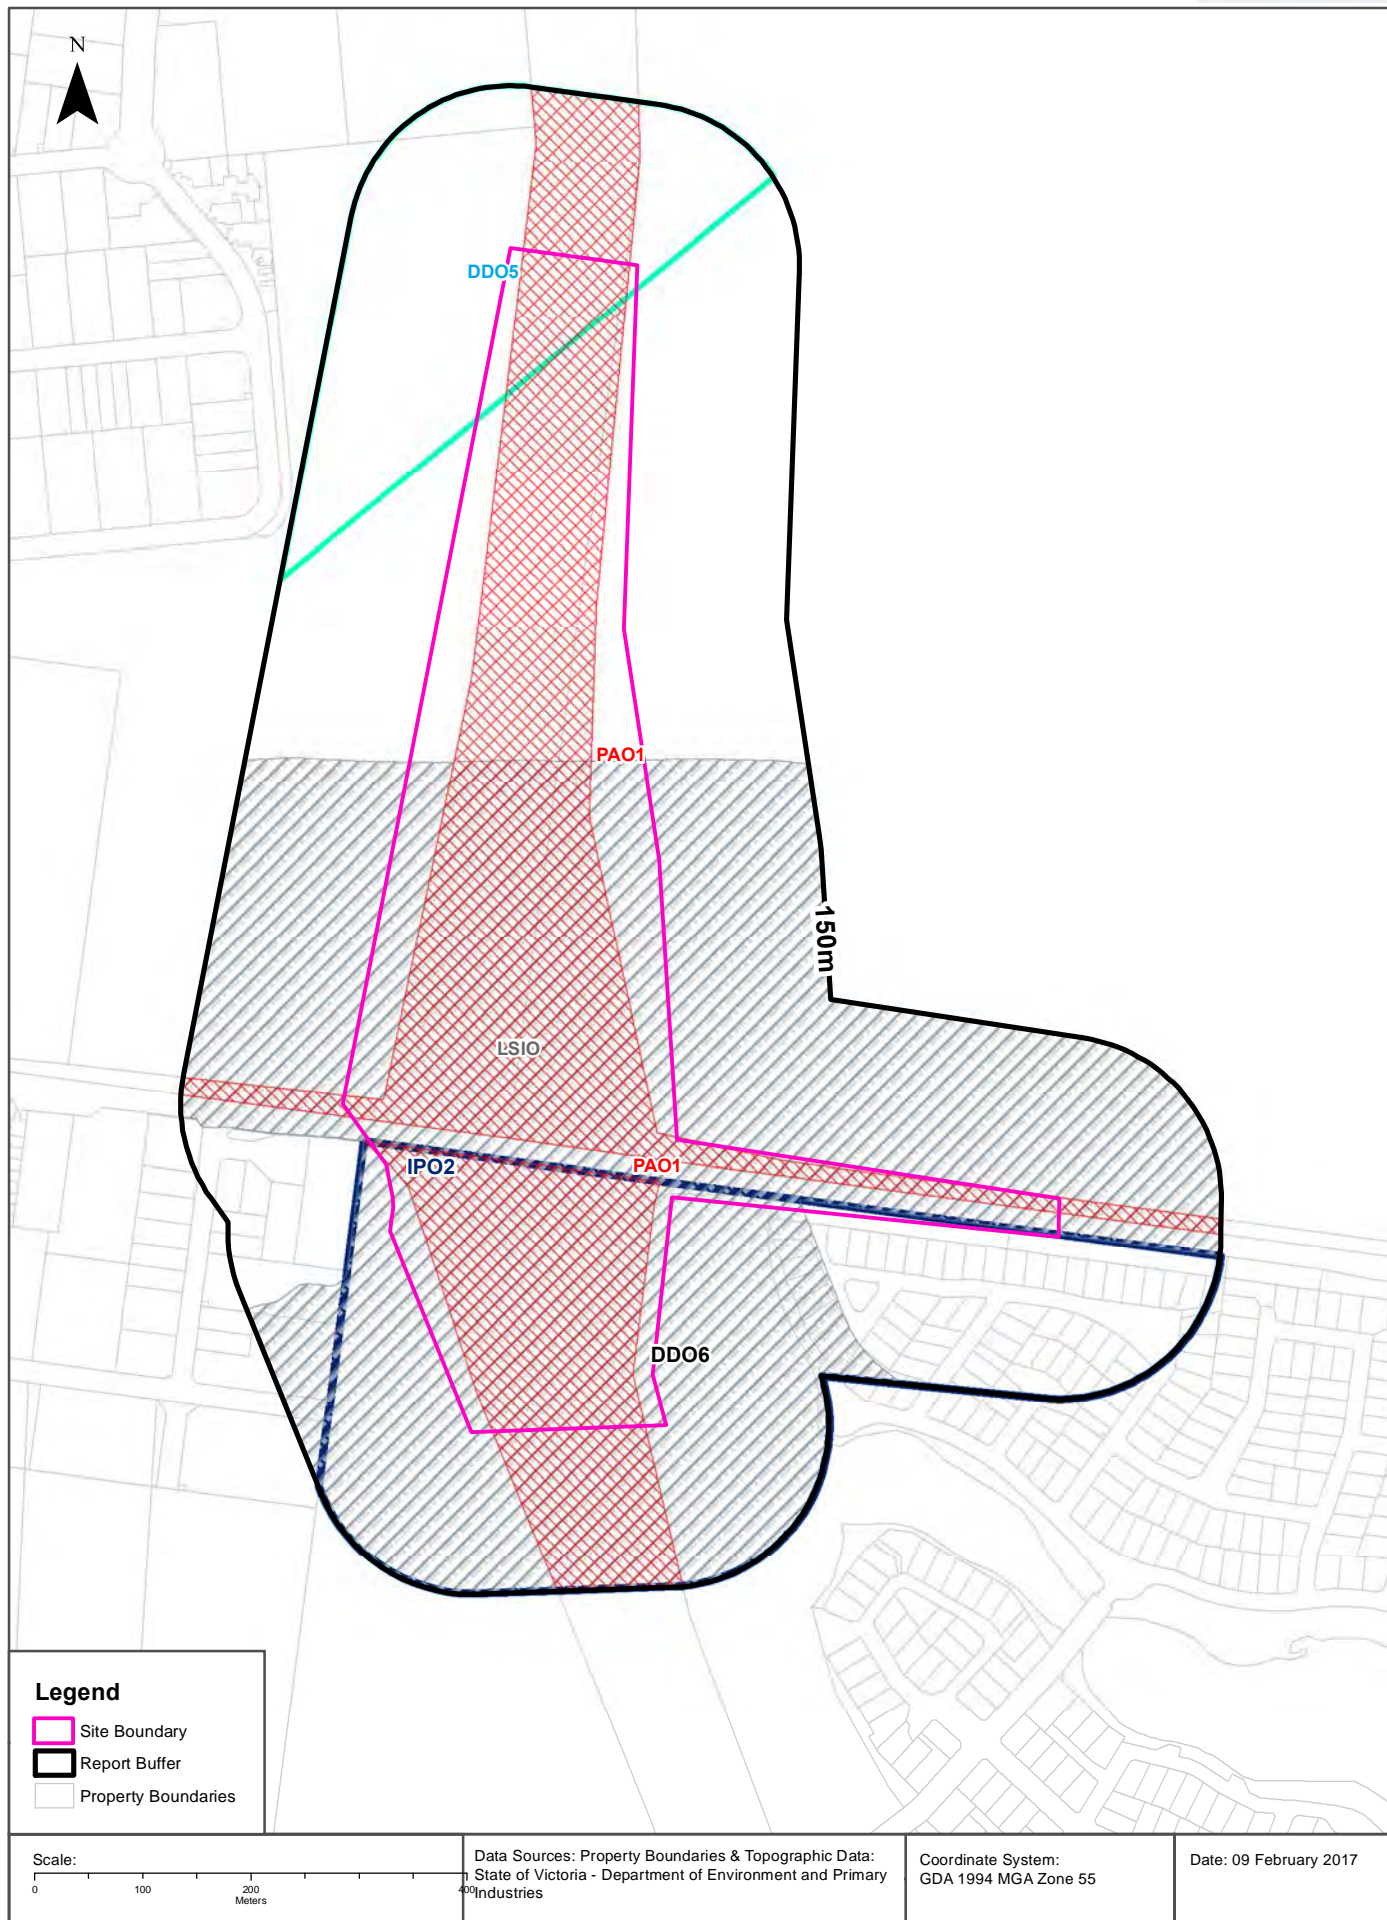 N
DDO5
PAO1
150m
LSIO
IPO2
PAO1
DDO6
Legend
Site Boundary
Report Buffer
Property Boundaries
Scale:
0 100 200 400
Meters
Data Sources: Property Boundaries & Topographic Data:
State of Victoria - Department of Environment and Primary
Industries
Coordinate System:
GDA 1994 MGA Zone 55
Date: 09 February 2017